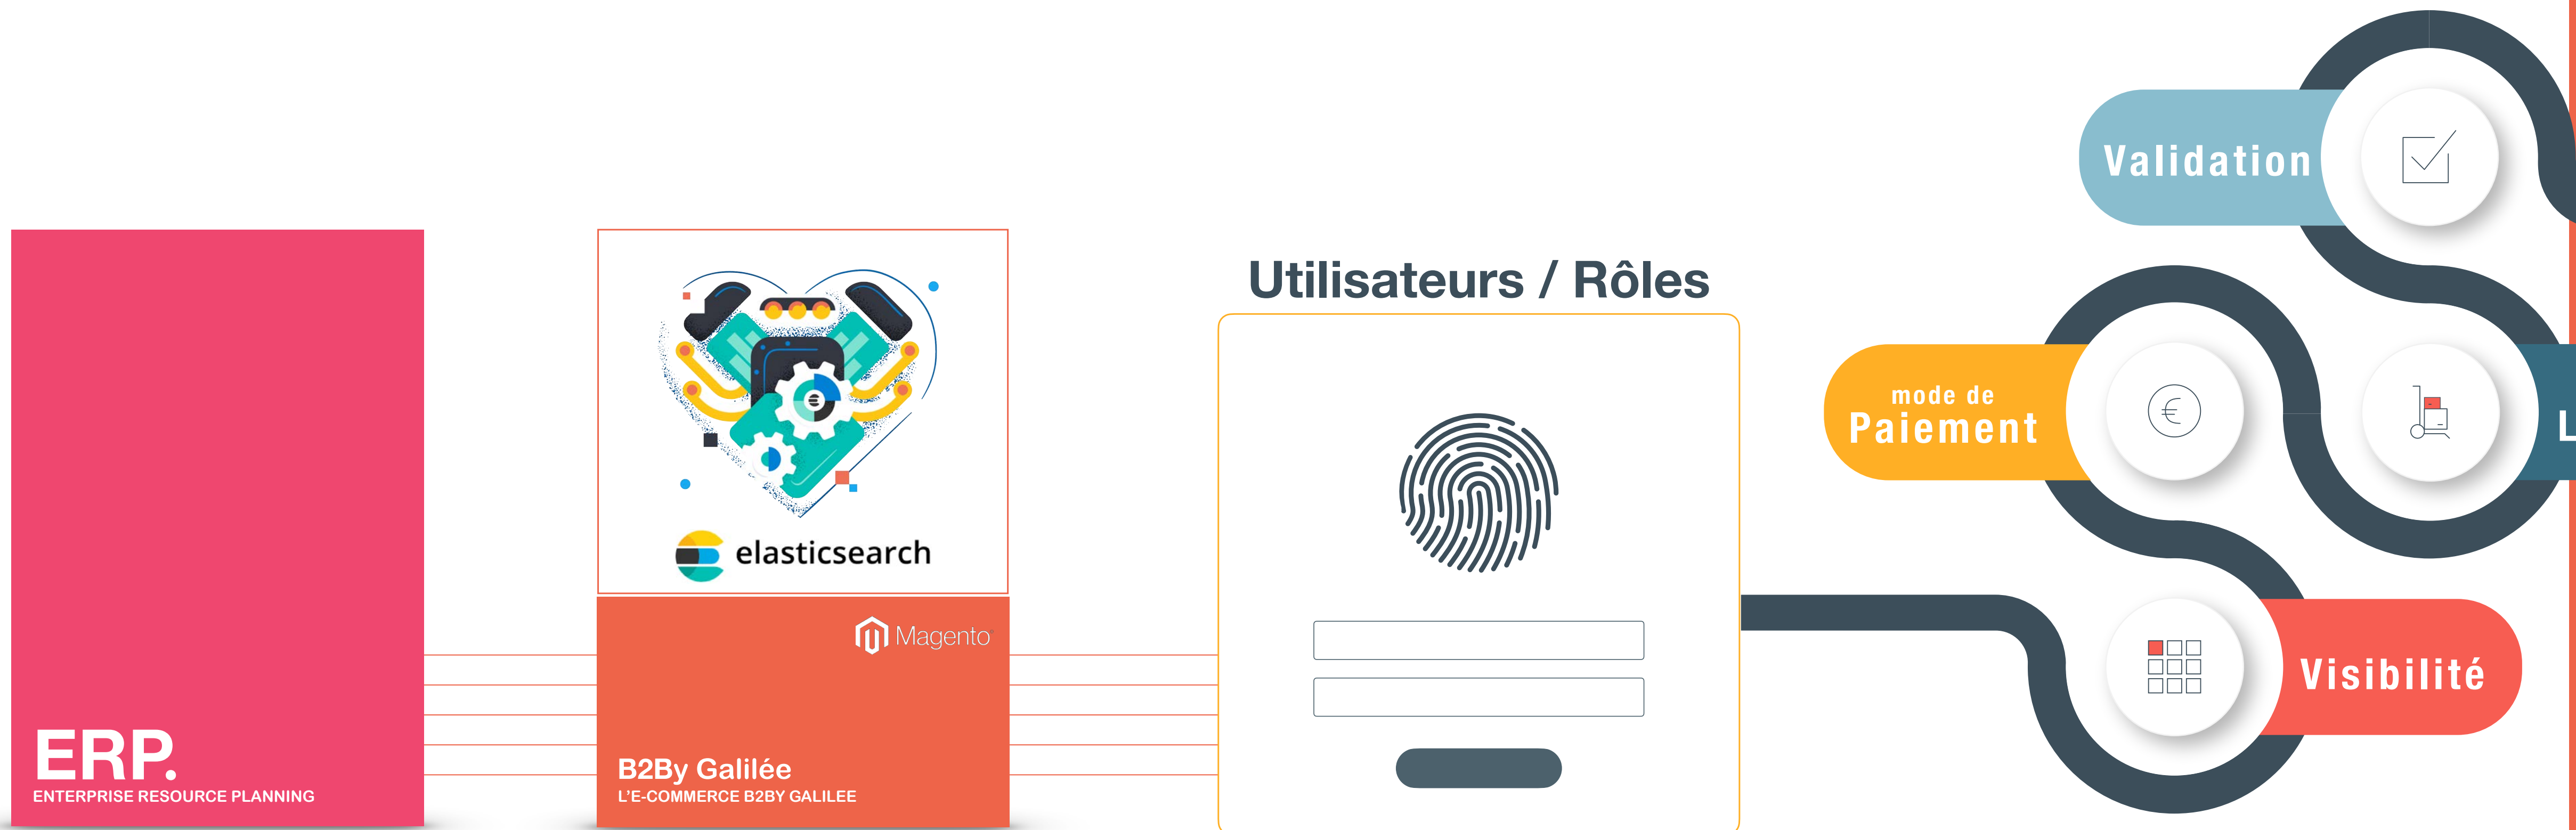 ERP.
ENTERPRISE RESOURCE PLANNING
elasticsearch
Magento
B2By Galilée
L'E-COMMERCE B2BY GALILEE
Utilisateurs / Rôles
Validation
mode de
Paiement
L
Visibilité